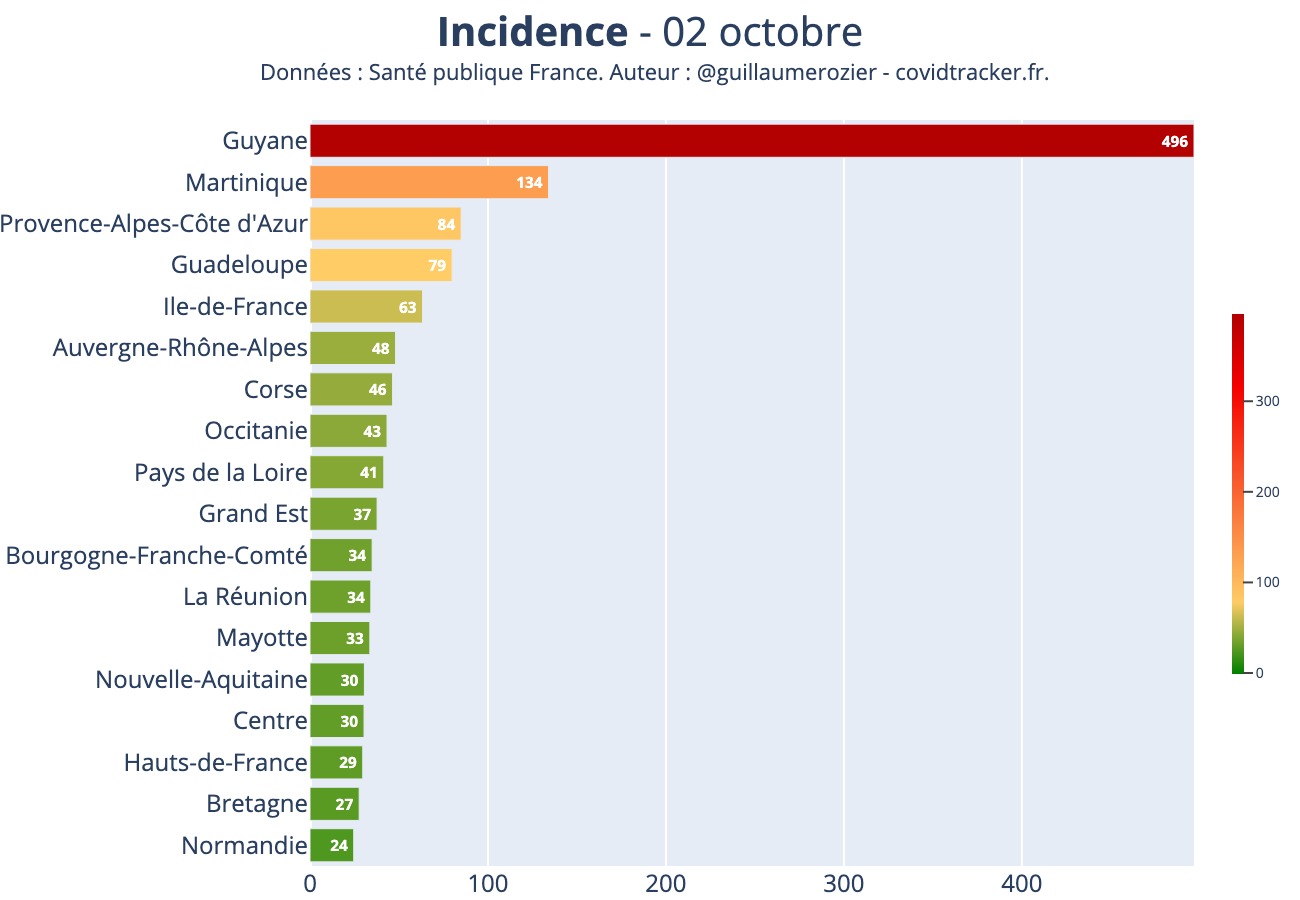 Incidence - 02 octobre
Données : Santé publique France. Auteur : @guillaumerozier - covidtracker.fr.
Guyane 496
Martinique 134
Provence-Alpes-Côte d'Azur 84
Guadeloupe 79
Ile-de-France 63
Auvergne-Rhône-Alpes 48
Corse 46
Occitanie 43
Pays de la Loire 41
Grand Est 37
Bourgogne-Franche-Comté 34
La Réunion 34
Mayotte 33
Nouvelle-Aquitaine 30
Centre 30
Hauts-de-France 29
Bretagne 27
Normandie 24
0 100 200 300 400
300
200
100
0